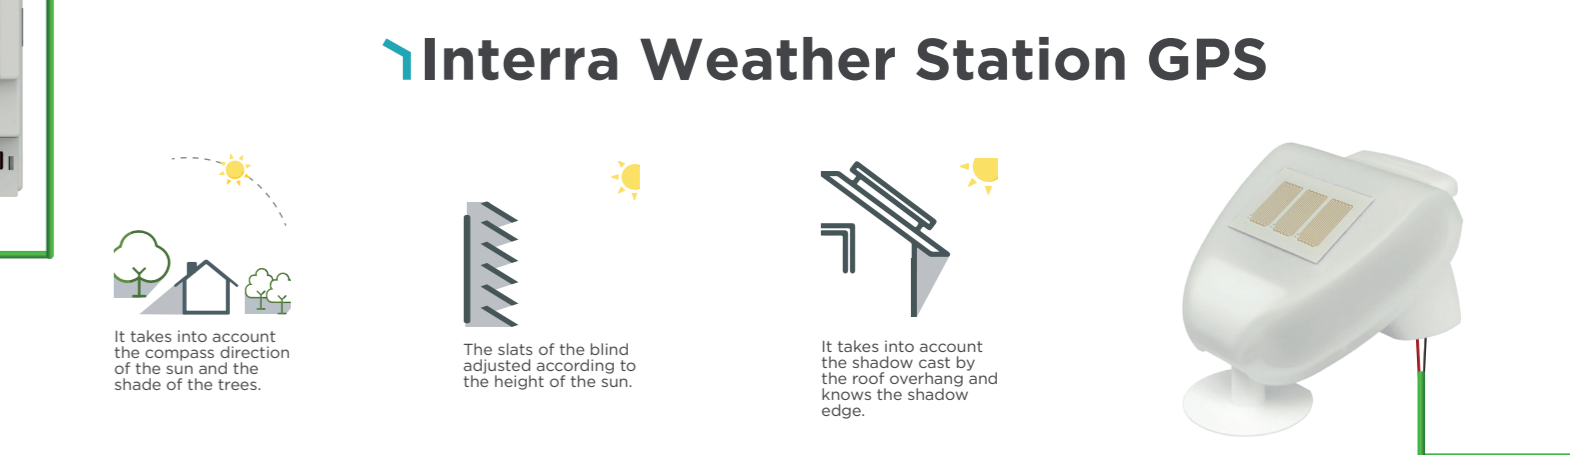 Interra Weather Station GPS
It takes into account
the compass direction
of the sun and the
shade of the trees.
The slats of the blind
adjusted according to
the height of the sun.
It takes into account
the shadow cast by
the roof overhang and
knows the shadow
edge.